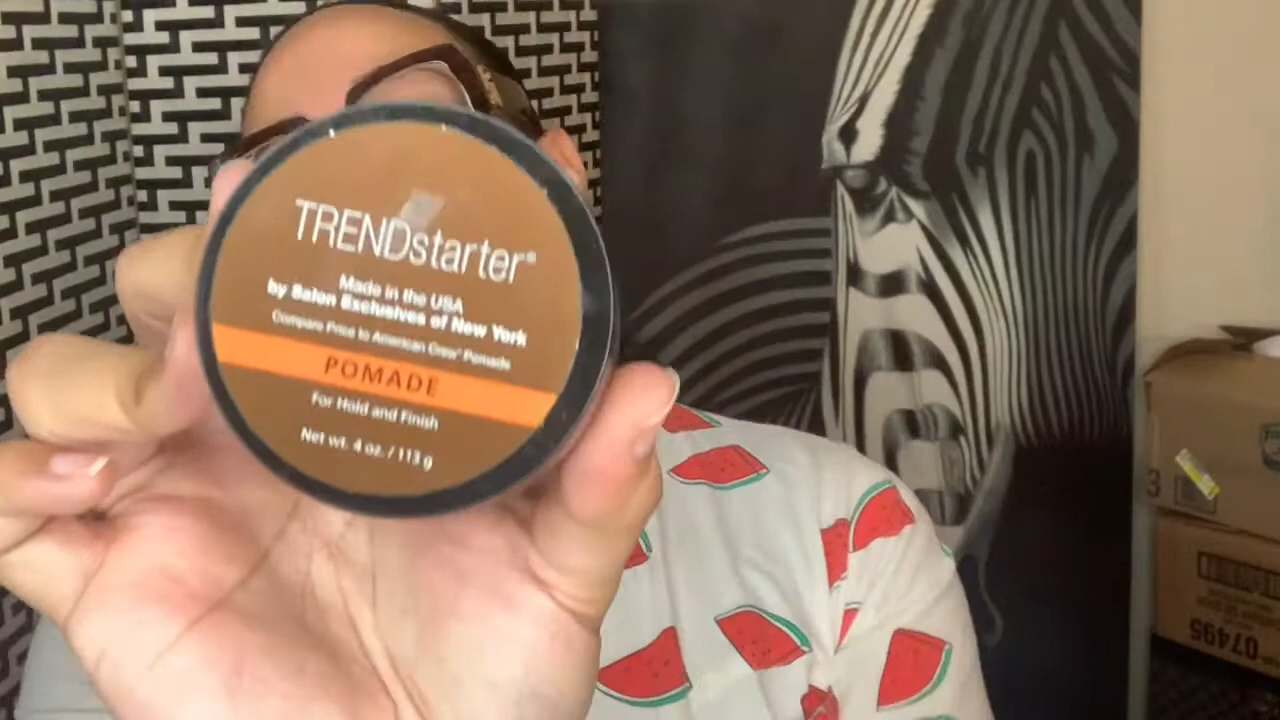 TRENDstarter®
Made in the USA
by Salon Exclusives of New York
Compare Price to American Crew® Pomade
POMADE
For Hold and Finish
Net wt. 4 oz. / 113 g
3
07495